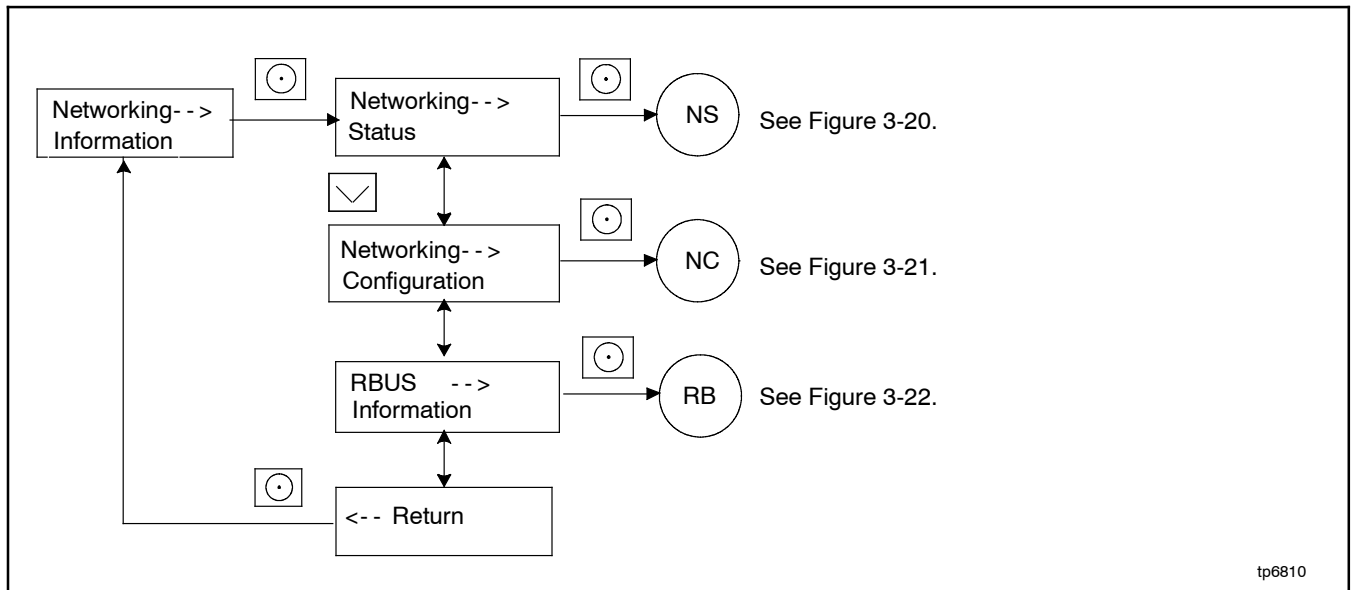 Networking- - >
Information
Networking- - >
Status
NS
See Figure 3-20.
Networking- - >
Configuration
NC
See Figure 3-21.
RBUS - - >
Information
RB
See Figure 3-22.
<- - Return
tp6810